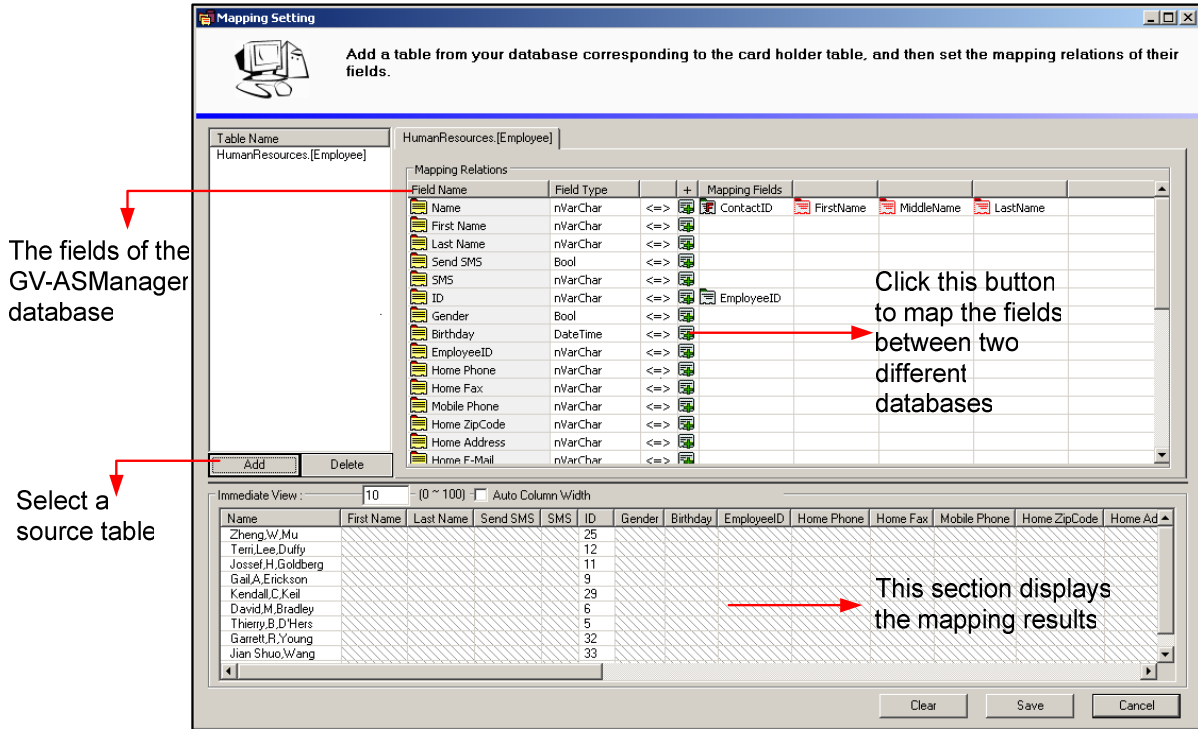 Mapping Setting
Add a table from your database corresponding to the card holder table, and then set the mapping relations of their
fields.
Table Name
HumanResources.[Employee]
HumanResources.[Employee]
Mapping Relations
Field Name Field Type + Mapping Fields
Name nVarChar <=> ContactID FirstName MiddleName LastName
First Name nVarChar <=>
Last Name nVarChar <=>
Send SMS Bool <=>
SMS nVarChar <=>
ID nVarChar <=> EmployeeID
Gender Bool <=>
Birthday DateTime <=>
EmployeeID nVarChar <=>
Home Phone nVarChar <=>
Home Fax nVarChar <=>
Mobile Phone nVarChar <=>
Home ZipCode nVarChar <=>
Home Address nVarChar <=>
Home E-Mail nVarChar <=>
The fields of the
GV-ASManager
database
Click this button
to map the fields
between two
different
databases
Add Delete
Select a
source table
Immediate View : 10 (0 ~ 100) Auto Column Width
Name First Name Last Name Send SMS SMS ID Gender Birthday EmployeeID Home Phone Home Fax Mobile Phone Home ZipCode Home Ad
Zheng,W,Mu 25
Terri,Lee,Duffy 12
Jossef,H,Goldberg 11
Gail,A,Erickson 9
Kendall,C,Keil 29
David,M,Bradley 6
Thierry,B,D'Hers 5
Garrett,R,Young 32
Jian Shuo,Wang 33
This section displays
the mapping results
Clear Save Cancel